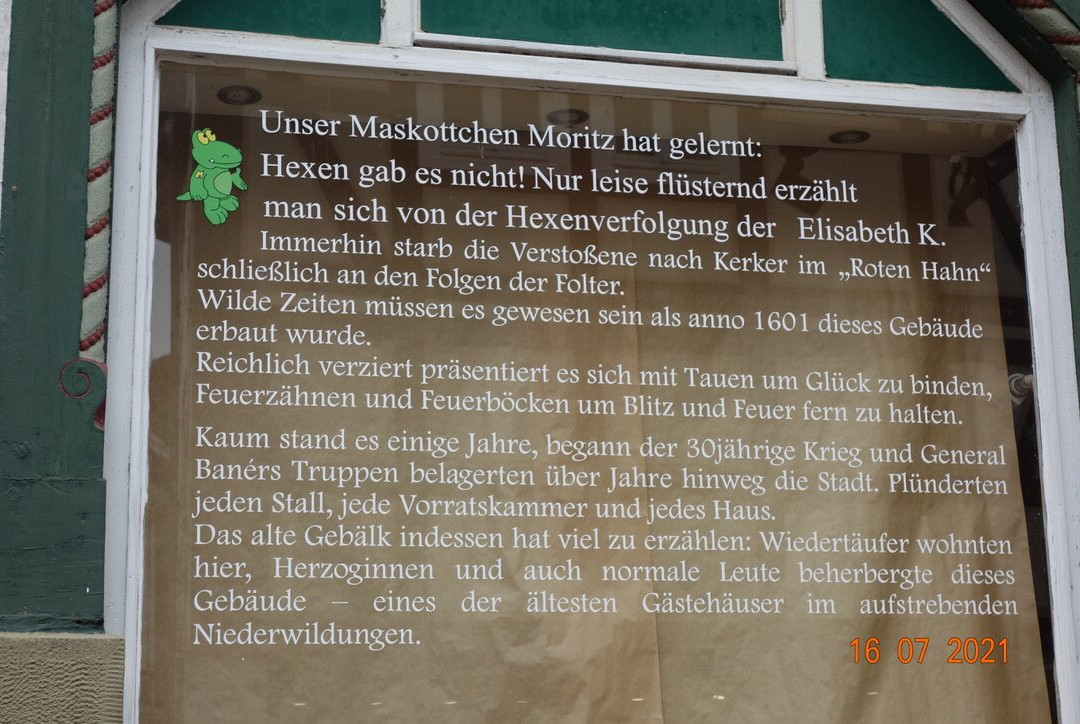 Unser Maskottchen Moritz hat gelernt:
Hexen gab es nicht! Nur leise flüsternd erzählt
man sich von der Hexenverfolgung der Elisabeth K.
Immerhin starb die Verstoßene nach Kerker im „Roten Hahn“
schließlich an den Folgen der Folter.
Wilde Zeiten müssen es gewesen sein als anno 1601 dieses Gebäude
erbaut wurde.
Reichlich verziert präsentiert es sich mit Tauen um Glück zu binden,
Feuerzähnen und Feuerböcken um Blitz und Feuer fern zu halten.
Kaum stand es einige Jahre, begann der 30jährige Krieg und General
Banérs Truppen belagerten über Jahre hinweg die Stadt. Plünderten
jeden Stall, jede Vorratskammer und jedes Haus.
Das alte Gebälk indessen hat viel zu erzählen: Wiedertäufer wohnten
hier, Herzoginnen und auch normale Leute beherbergte dieses
Gebäude – eines der ältesten Gästehäuser im aufstrebenden
Niederwildungen.
16 07 2021